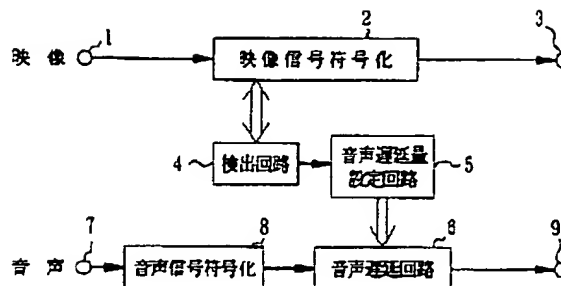 1
2
3
映像
映像信号符号化
4
検出回路
音声遅延量
設定回路
5
7
8
6
9
音声
音声信号符号化
音声遅延回路